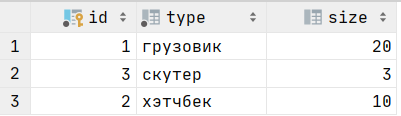 id type size
1 1 грузовик 20
2 3 скутер 3
3 2 хэтчбек 10